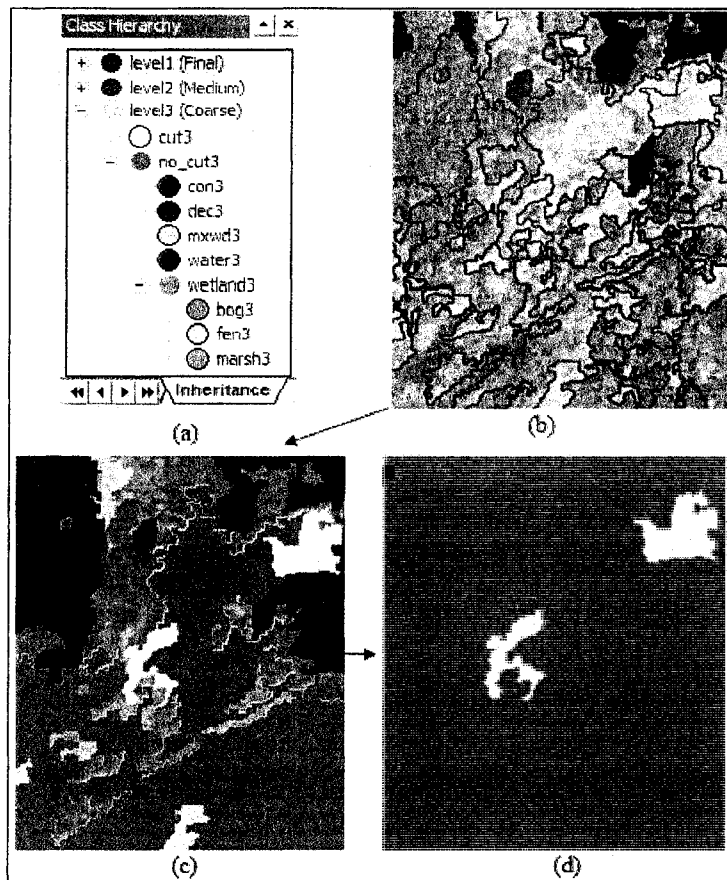 Class Hierarchy
level1 (Final)
level2 (Medium)
level3 (Coarse)
cut3
no_cut3
con3
dec3
mxwd3
water3
wetland3
bog3
fen3
marsh3
Inheritance
(a)
(b)
(c)
(d)